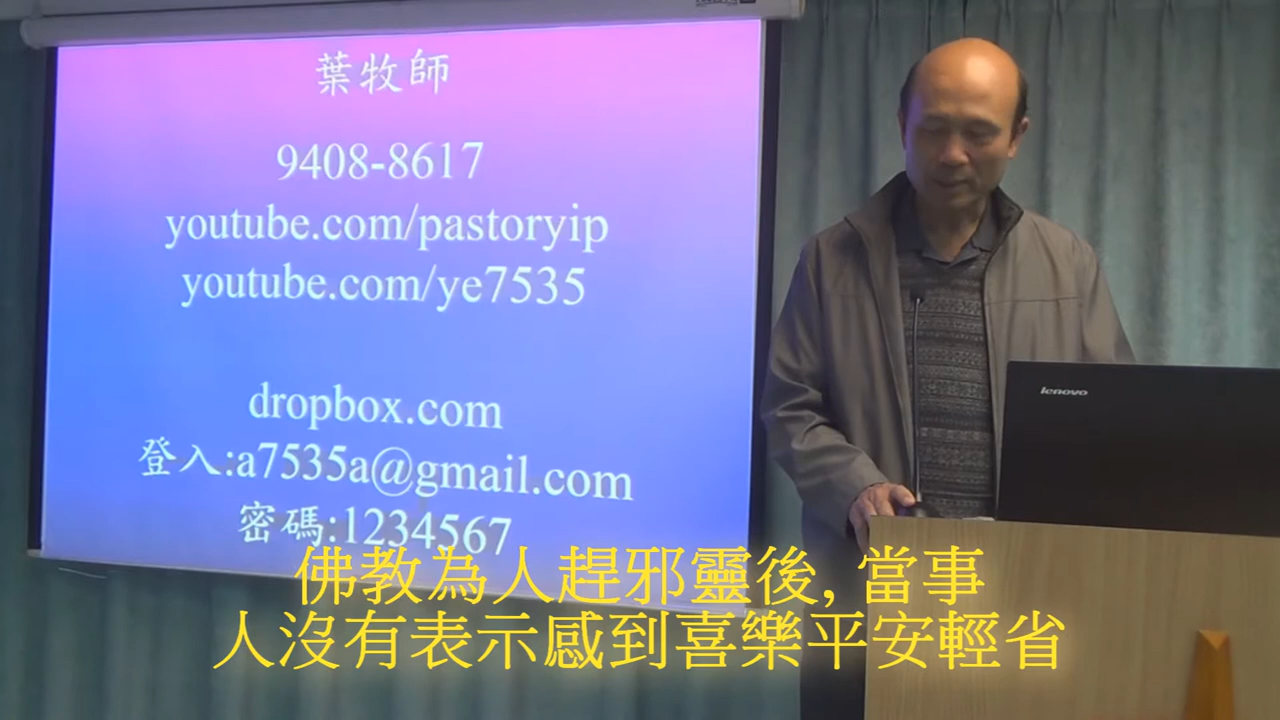 葉牧師
9408-8617
youtube.com/pastoryip
youtube.com/ye7535
dropbox.com
登入:a7535a@gmail.com
密碼:1234567
lenovo
佛教為人趕邪靈後, 當事
人沒有表示感到喜樂平安輕省